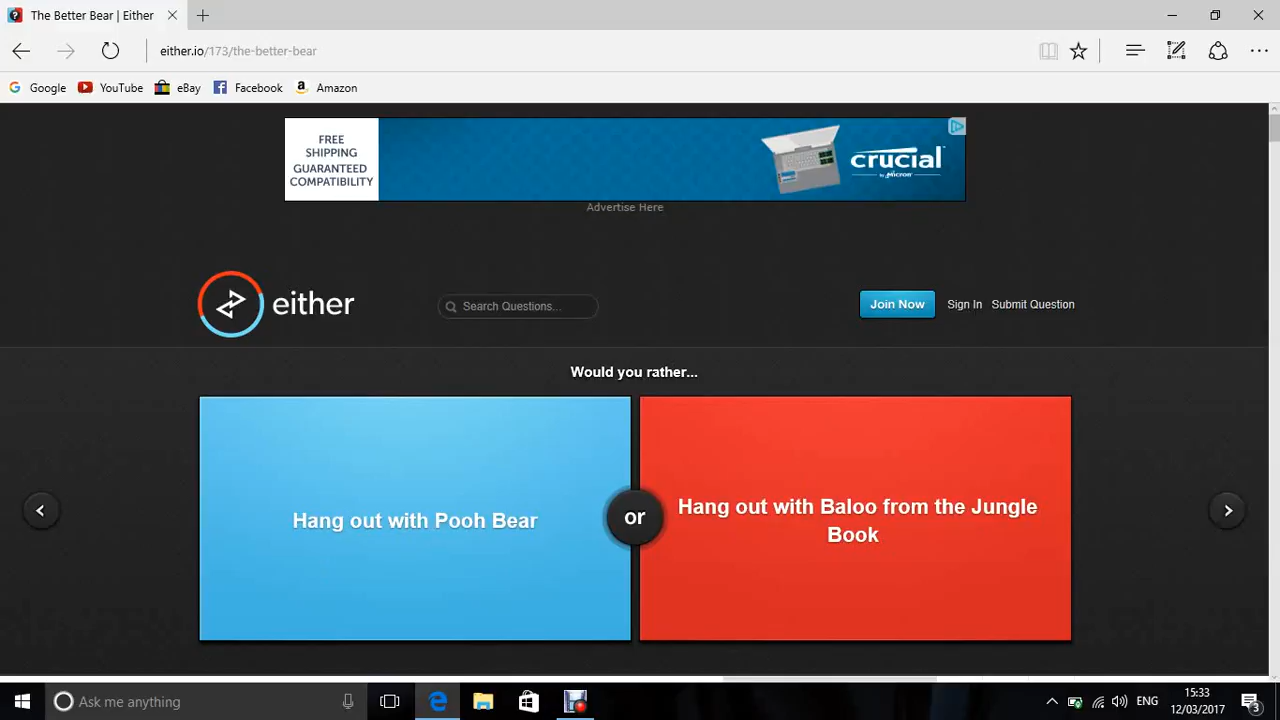 The Better Bear | Either
either.io/173/the-better-bear
Google YouTube eBay Facebook Amazon
FREE
SHIPPING
GUARANTEED
COMPATIBILITY
crucial
by Micron
Advertise Here
either
Search Questions...
Join Now Sign In Submit Question
Would you rather...
Hang out with Pooh Bear
or
Hang out with Baloo from the Jungle
Book
Ask me anything
ENG
15:33
12/03/2017
3